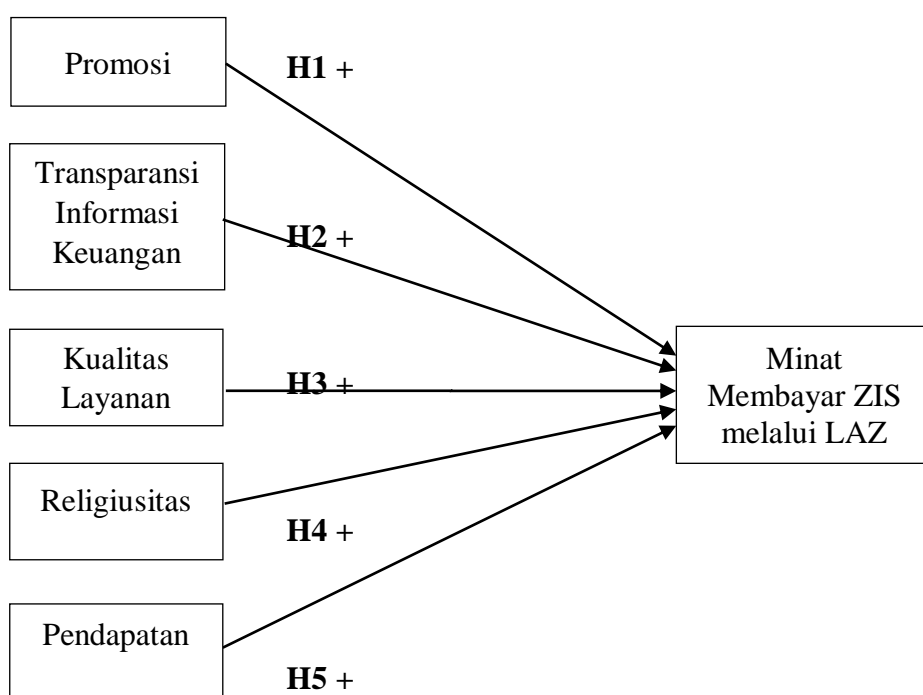 Promosi
H1 +
Transparansi
Informasi
Keuangan
H2 +
Kualitas
Layanan
H3 +
Minat
Membayar ZIS
melalui LAZ
Religiusitas
H4 +
Pendapatan
H5 +